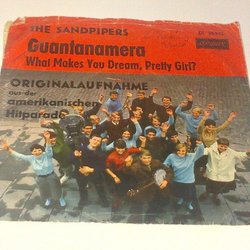 THE SANDPIPERS
Guantanamera
What Makes You Dream, Pretty Girl?
ORIGINALAUFNAHME
aus der
amerikanischen
Hitparade